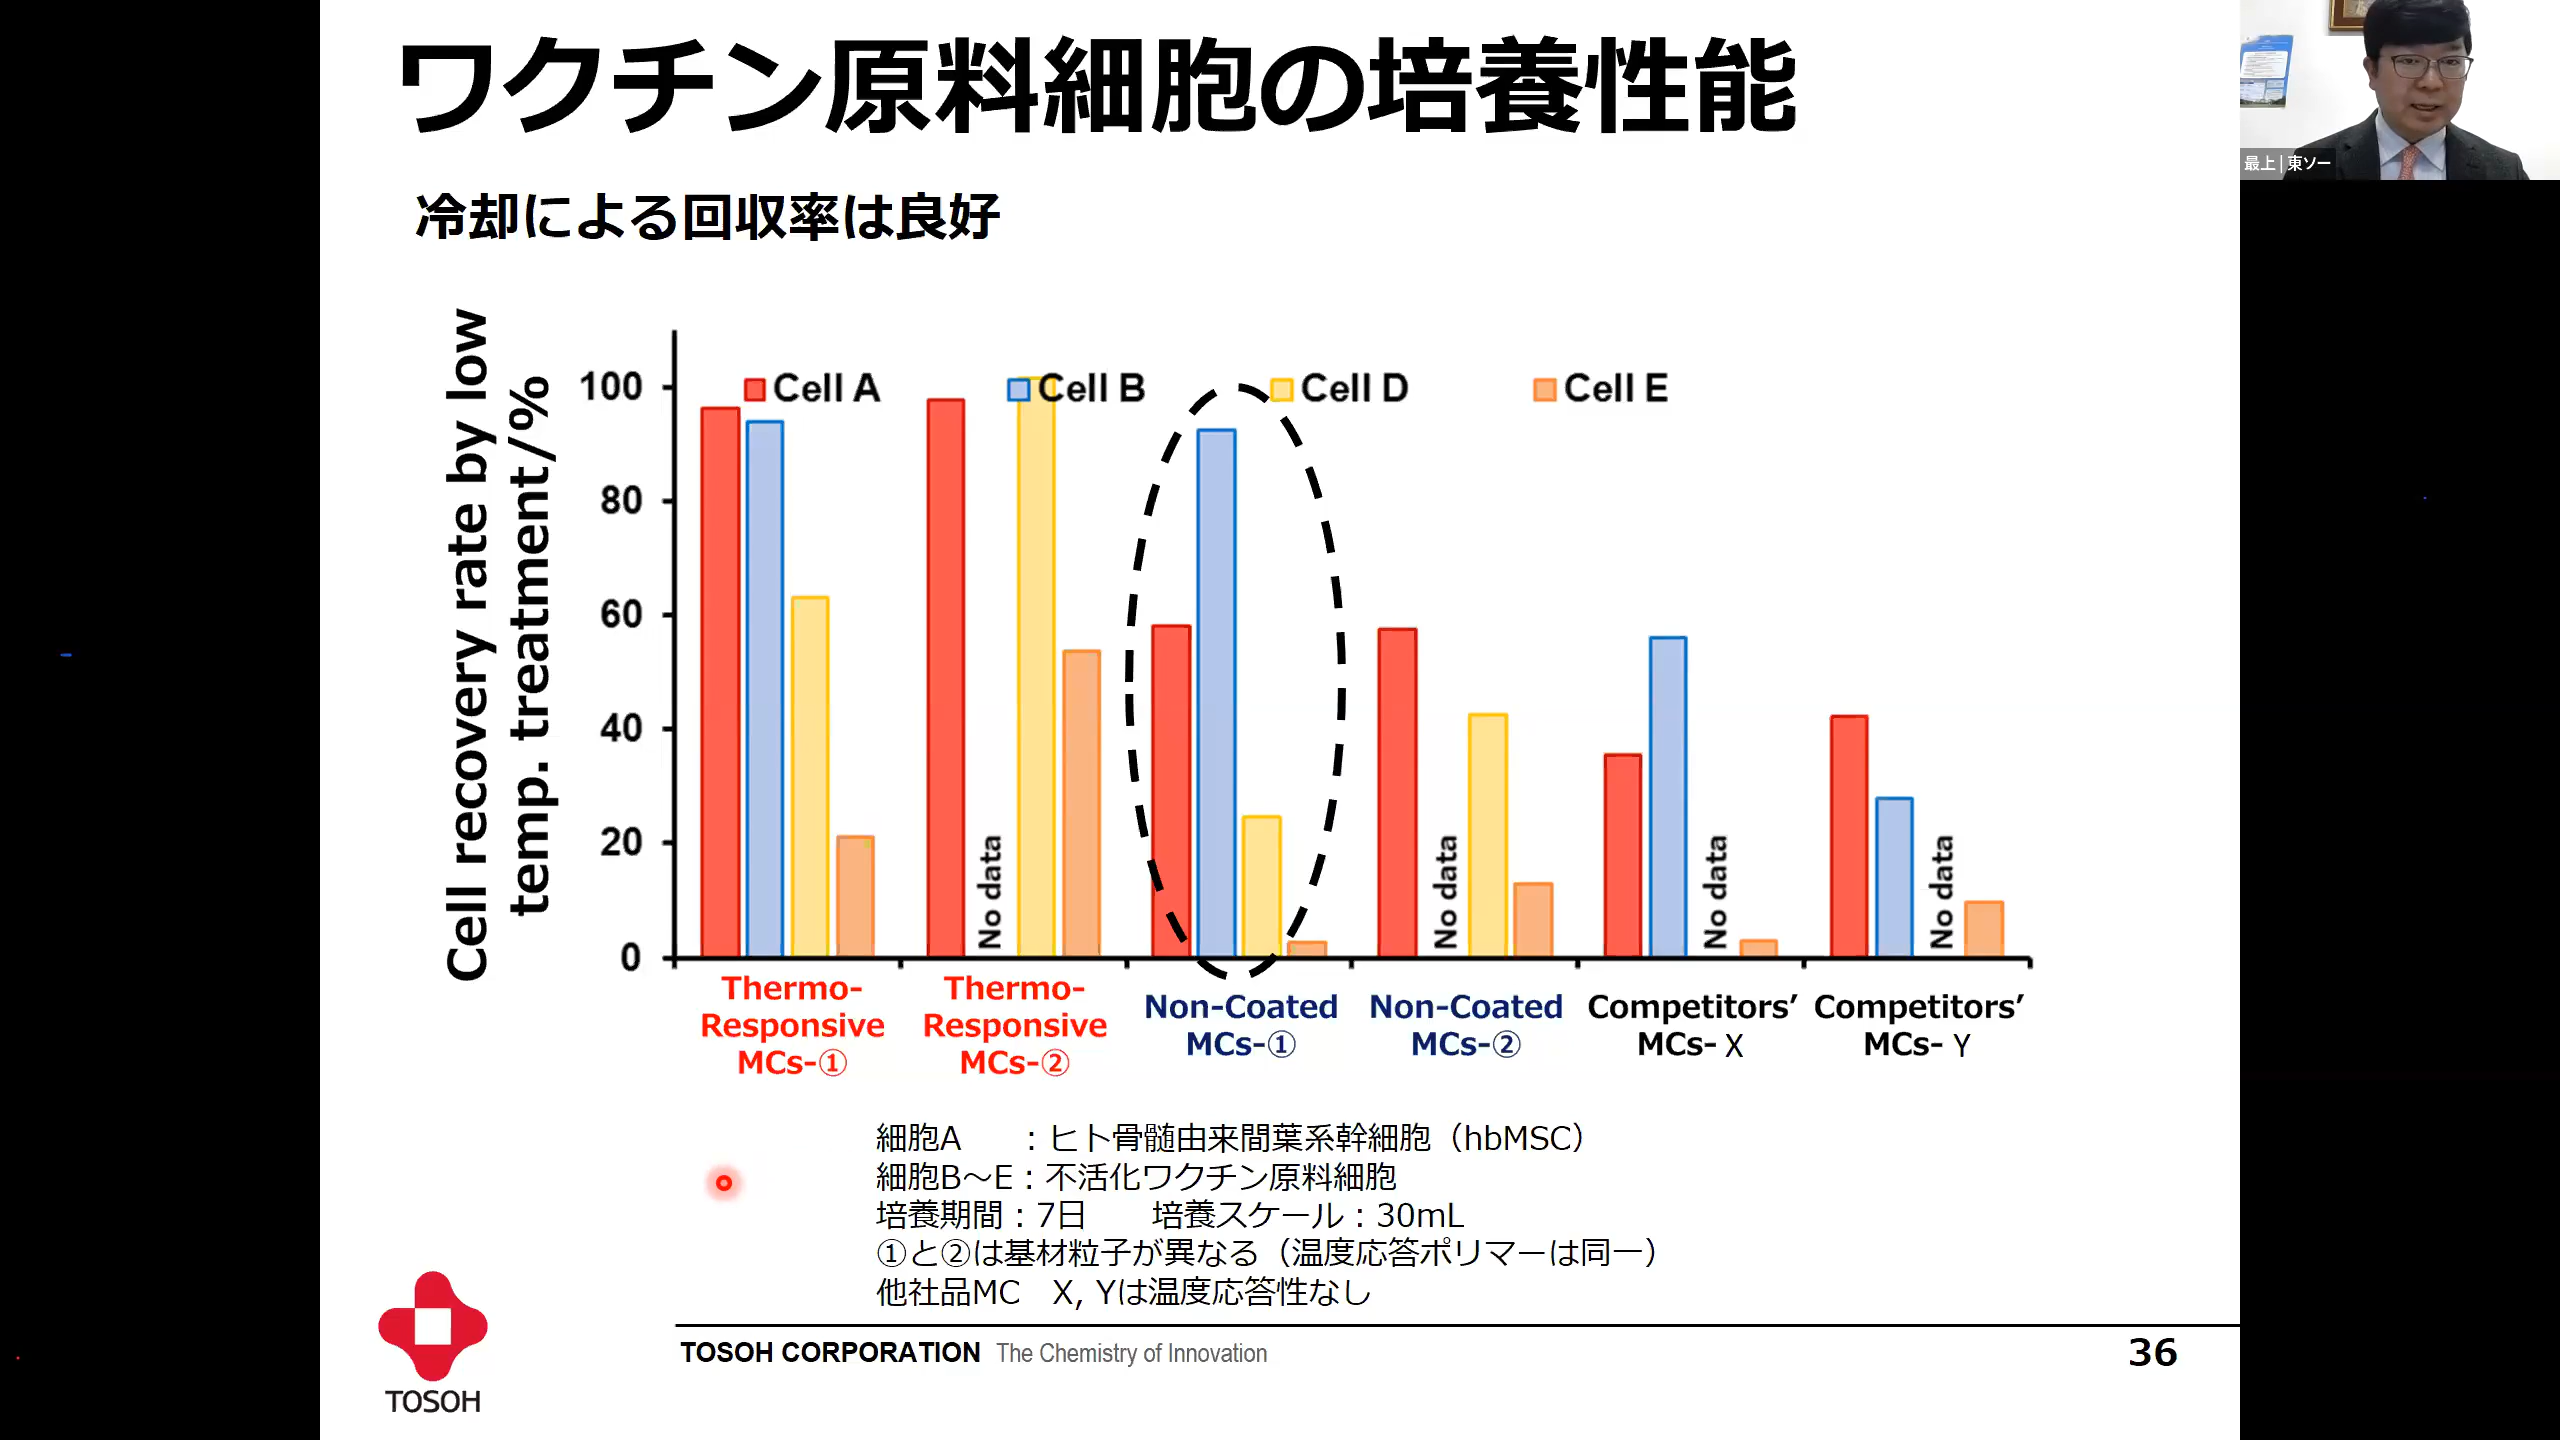 ワクチン原料細胞の培養性能
最上 | 東ソー
冷却による回収率は良好
Cell recovery rate by low
temp. treatment/%
100
80
60
40
20
0
Cell A
Cell B
Cell D
Cell E
No data
No data
No data
No data
Thermo-
Responsive
MCs-①
Thermo-
Responsive
MCs-②
Non-Coated
MCs-①
Non-Coated
MCs-②
Competitors’
MCs- X
Competitors’
MCs- Y
細胞A　　：ヒト骨髄由来間葉系幹細胞（hbMSC）
細胞B～E：不活化ワクチン原料細胞
培養期間：7日　　培養スケール：30mL
①と②は基材粒子が異なる（温度応答ポリマーは同一）
他社品MC　X, Yは温度応答性なし
TOSOH
TOSOH CORPORATION The Chemistry of Innovation
36